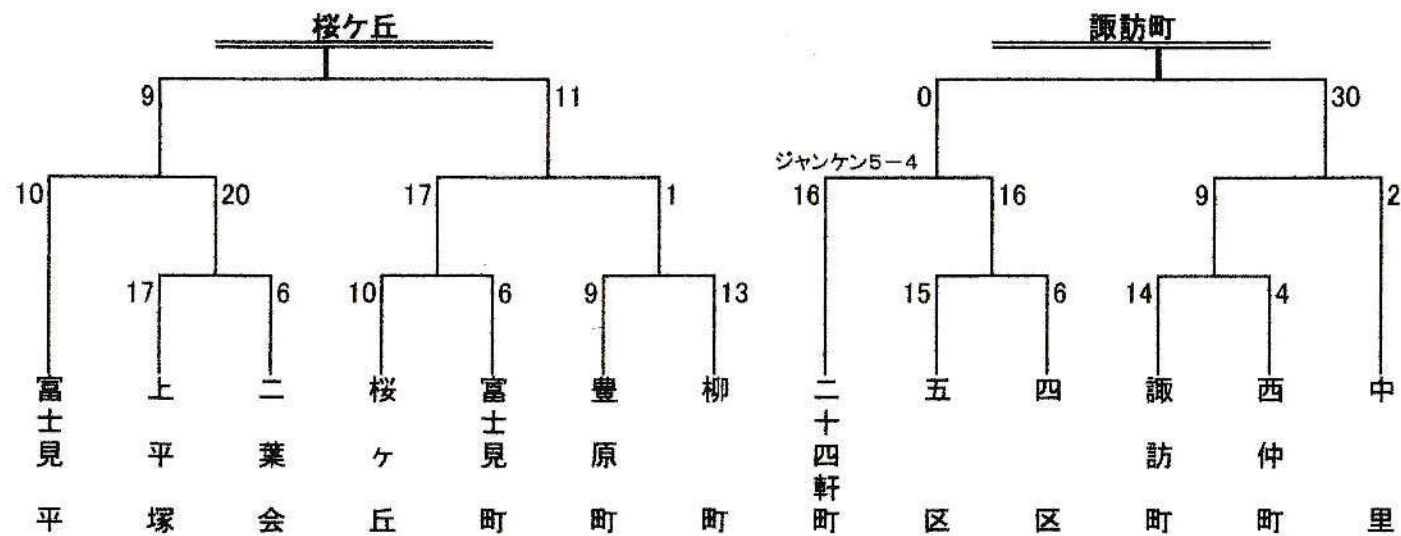 桜ケ丘
諏訪町
9
11
0
30
ジャンケン5-4
10
20
17
1
16
16
9
2
17
6
10
6
9
13
15
6
14
4
富士見平
上平塚
二葉会
桜ヶ丘
富士見町
豊原町
柳町
二十四軒町
五区
四区
諏訪町
西仲町
中里